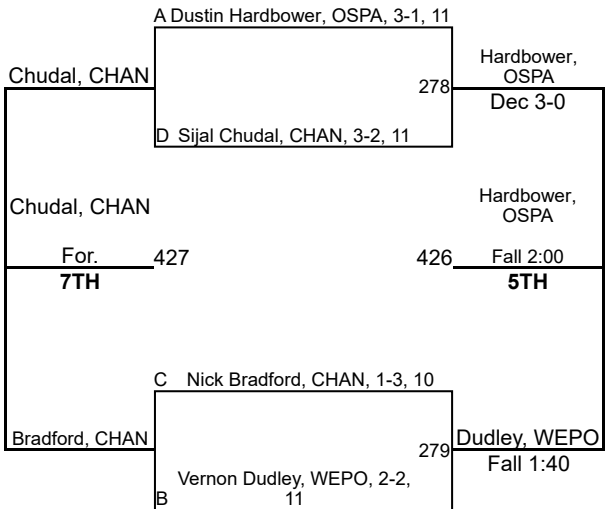 A Dustin Hardbower, OSPA, 3-1, 11
Chudal, CHAN
278
Hardbower,
OSPA
Dec 3-0
D Sijal Chudal, CHAN, 3-2, 11
Chudal, CHAN
For.
7TH
427
426
Hardbower,
OSPA
Fall 2:00
5TH
C Nick Bradford, CHAN, 1-3, 10
Bradford, CHAN
279
Dudley, WEPO
Fall 1:40
Vernon Dudley, WEPO, 2-2,
B 11